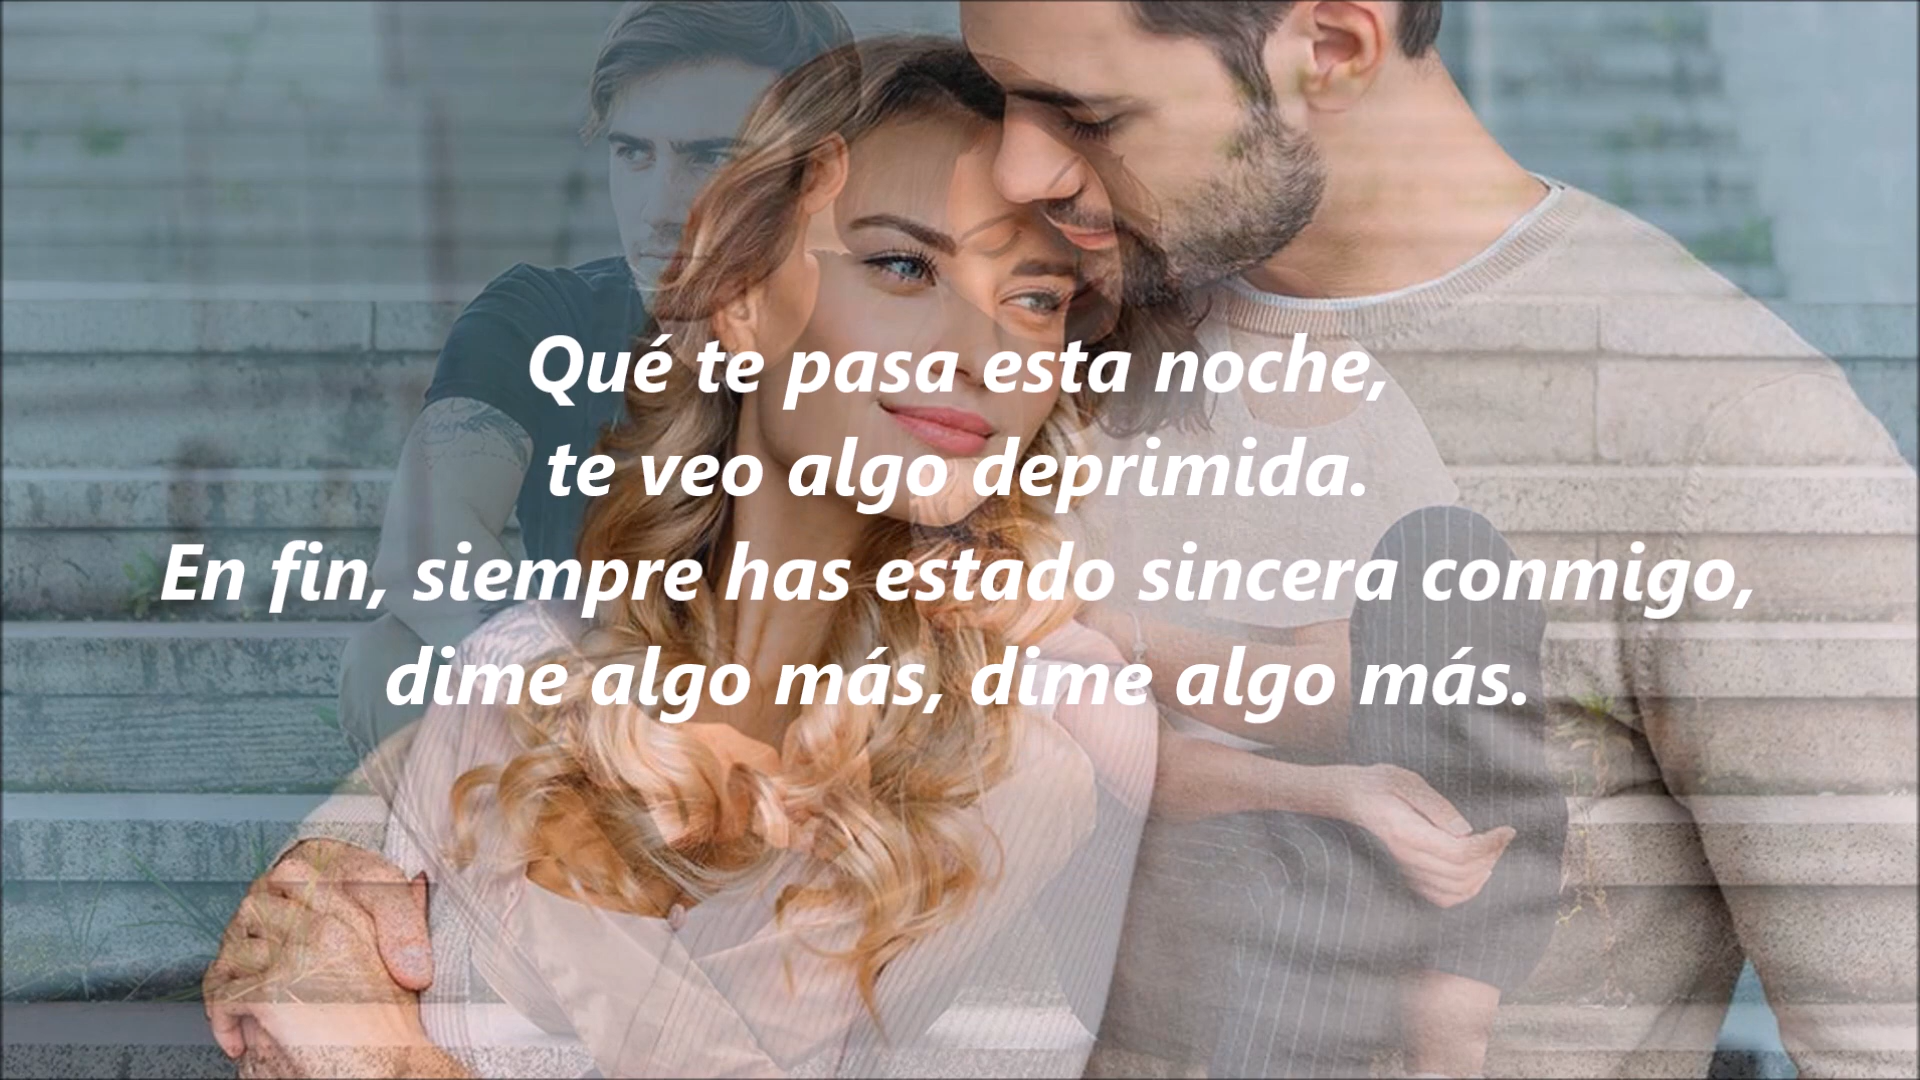 Qué te pasa esta noche,
te veo algo deprimida.
En fin, siempre has estado sincera conmigo,
dime algo más, dime algo más.